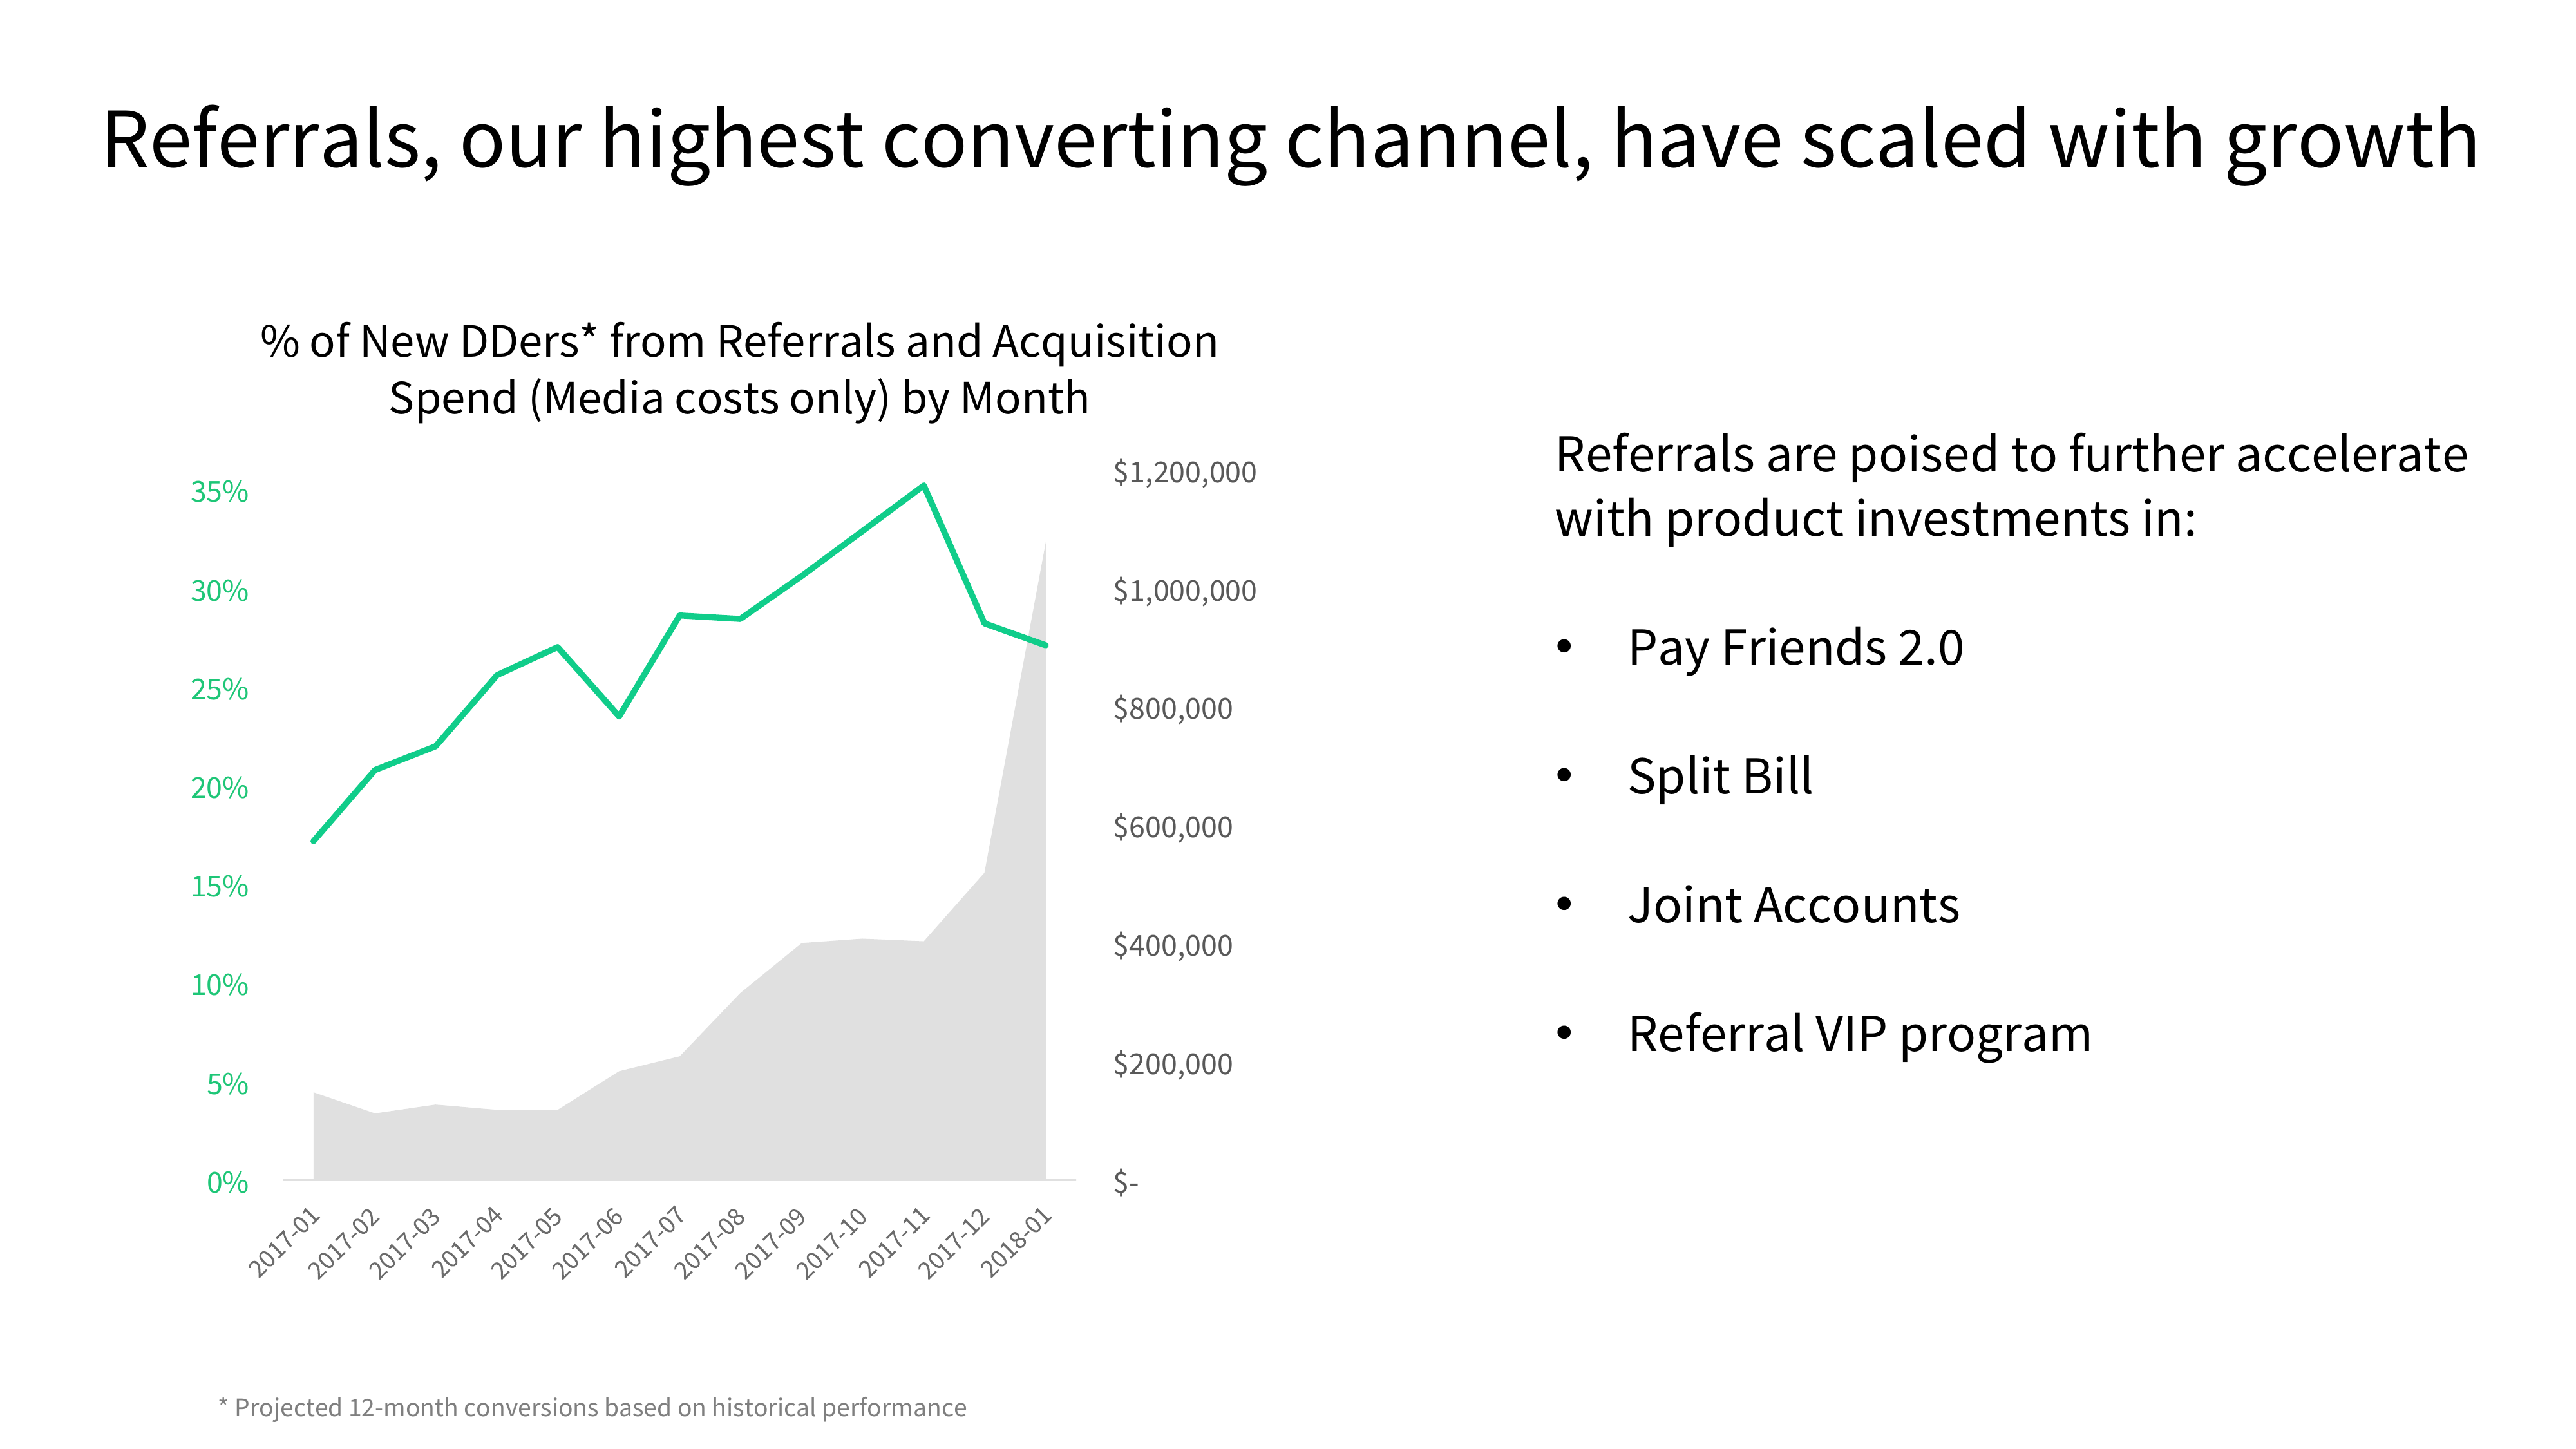 Referrals, our highest converting channel, have scaled with growth
% of New DDers* from Referrals and Acquisition
Spend (Media costs only) by Month
35%
30%
25%
20%
15%
10%
5%
0%
$1,200,000
$1,000,000
$800,000
$600,000
$400,000
$200,000
$-
2017-01
2017-02
2017-03
2017-04
2017-05
2017-06
2017-07
2017-08
2017-09
2017-10
2017-11
2017-12
2018-01
* Projected 12-month conversions based on historical performance
Referrals are poised to further accelerate
with product investments in:
• Pay Friends 2.0
• Split Bill
• Joint Accounts
• Referral VIP program